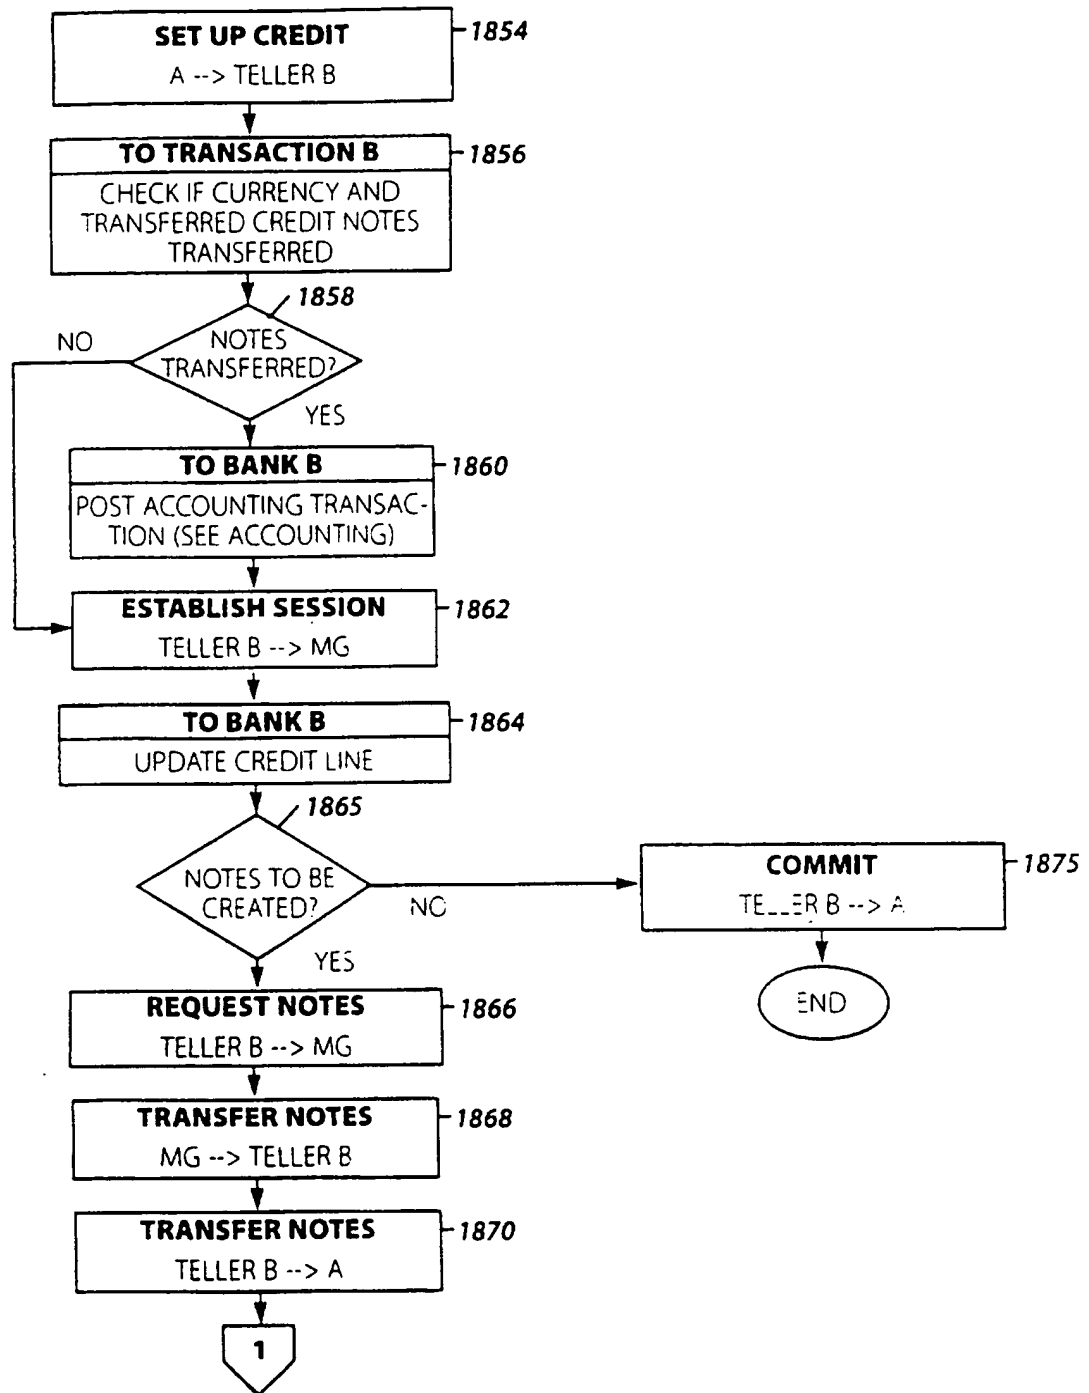 SET UP CREDIT
1854
A --> TELLER B
TO TRANSACTION B
1856
CHECK IF CURRENCY AND
TRANSFERRED CREDIT NOTES
TRANSFERRED
1858
NO
NOTES
TRANSFERRED?
YES
TO BANK B
1860
POST ACCOUNTING TRANSAC-
TION (SEE ACCOUNTING)
ESTABLISH SESSION
1862
TELLER B --> MG
TO BANK B
1864
UPDATE CREDIT LINE
1865
NOTES TO BE
CREATED?
NO
COMMIT
1875
TELLER B --> A
YES
END
REQUEST NOTES
1866
TELLER B --> MG
TRANSFER NOTES
1868
MG --> TELLER B
TRANSFER NOTES
1870
TELLER B --> A
1